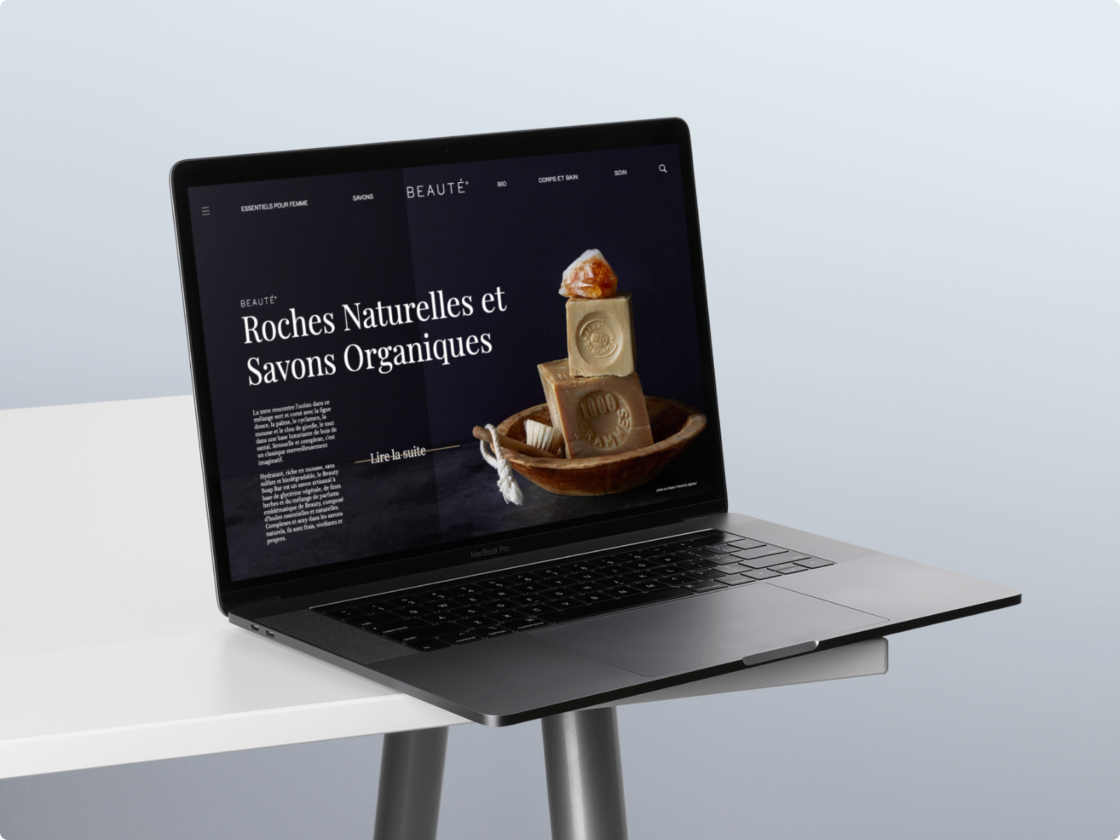 ESSENTIELS POUR FEMME
SAVONS
BEAUTÉ
BIO
CORPS ET BAIN
SOIN
BEAUTÉ
Roches Naturelles et
Savons Organiques
La terre rencontre l'océan dans ce
mélange vert et corsé avec la ligue
douce, la palme, le cyclamen, la
mousse et le clou de girofle, le tout
dans une base luxuriante de bois de
santal. Sensuelle et complexe, c'est
un classique merveilleusement
imaginatif.
Hydratant, riche en mousse, sans
sulfate et biodégradable, le Beauty
Soap Bar est un savon artisanal à
base de glycérine végétale, de fines
herbes et du mélange de parfums
emblématique de Beauty, composé
d'huiles essentielles et naturelles.
Complexes et sexy dans les savons
naturels, ils sont frais, vivifiants et
propres.
Lire la suite
1000
GRAMMES
MacBook Pro